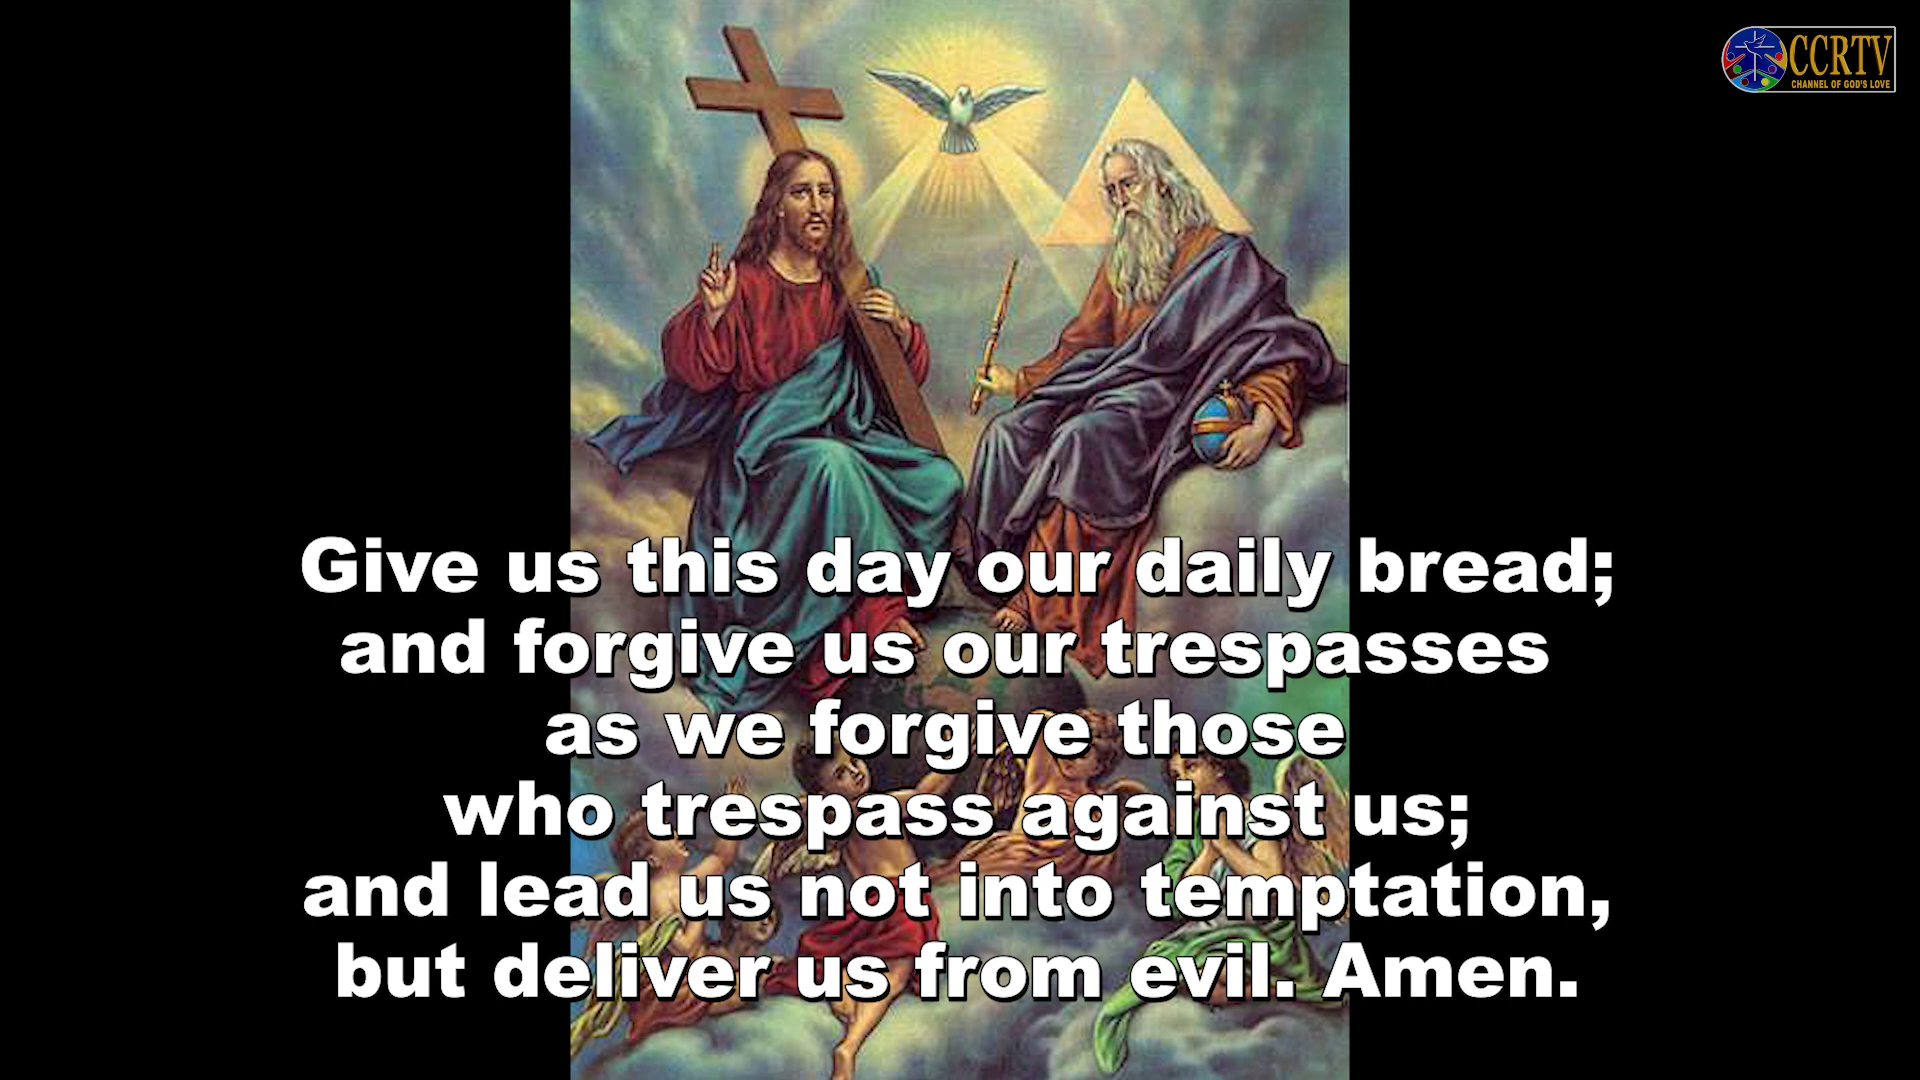 CCRTV
CHANNEL OF GOD'S LOVE
Give us this day our daily bread;
and forgive us our trespasses
as we forgive those
who trespass against us;
and lead us not into temptation,
but deliver us from evil. Amen.